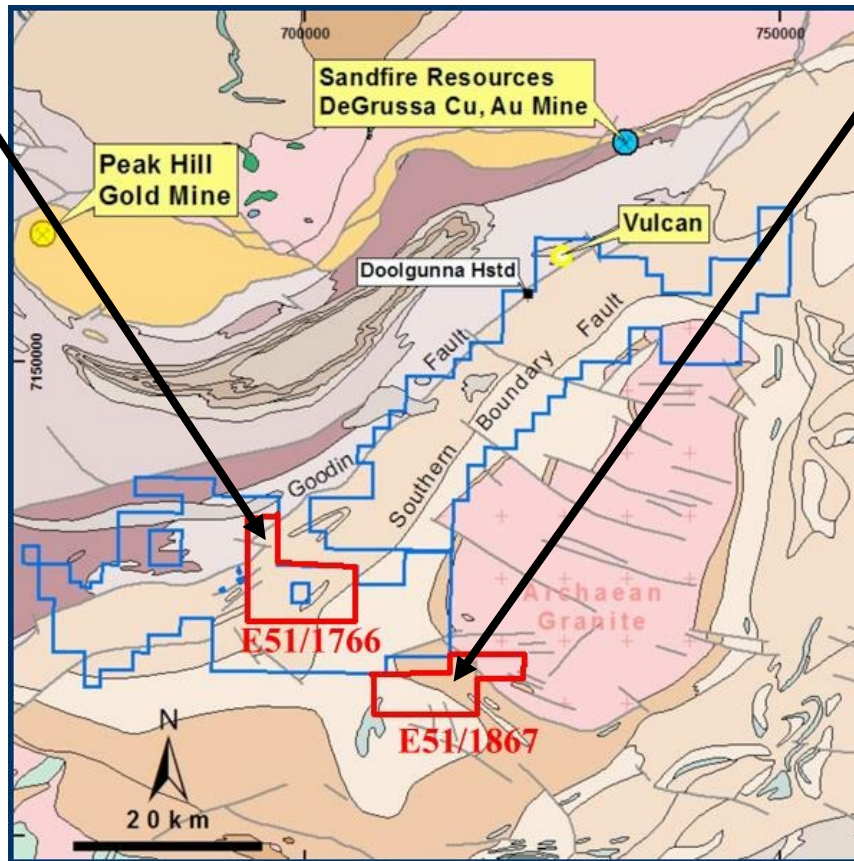 700000
750000
Sandfire Resources
DeGrussa Cu, Au Mine
Peak Hill
Gold Mine
Vulcan
Doolgunna Hstd
7150000
Goodin Fault
Southern Boundary Fault
Archaean
Granite
E51/1766
E51/1867
N
20 km